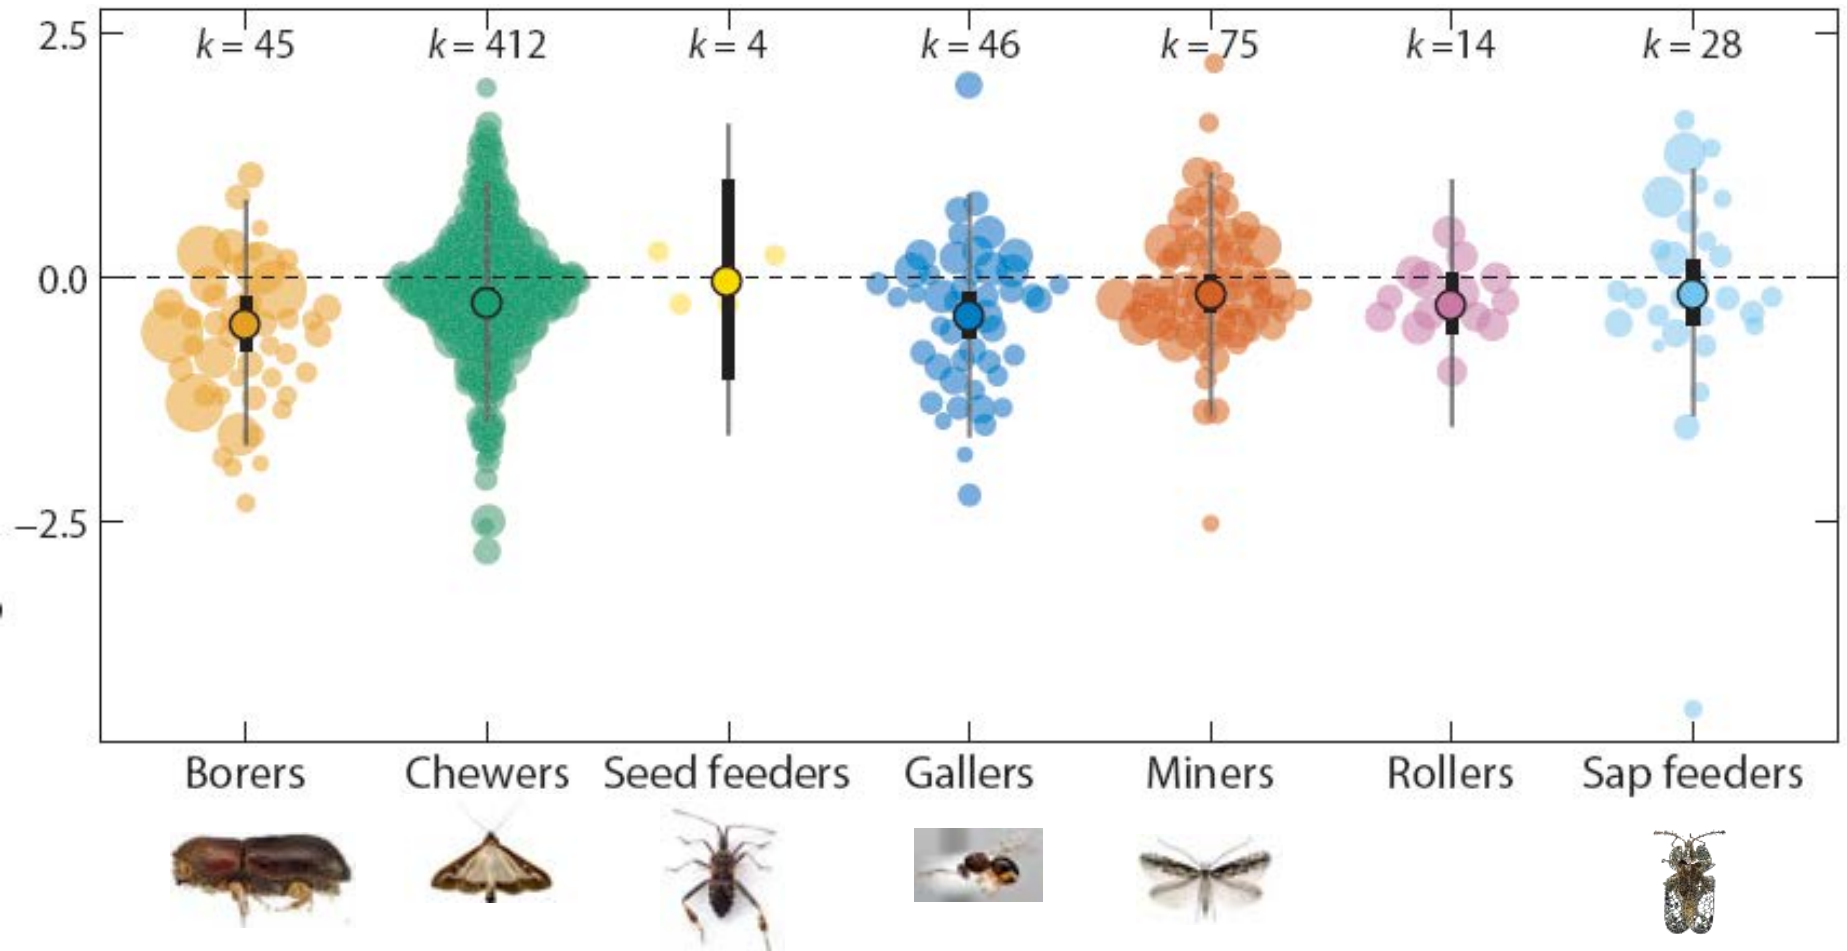 2.5
k = 45
k = 412
k = 4
k = 46
k = 75
k =14
k = 28
0.0
−2.5
Borers
Chewers
Seed feeders
Gallers
Miners
Rollers
Sap feeders